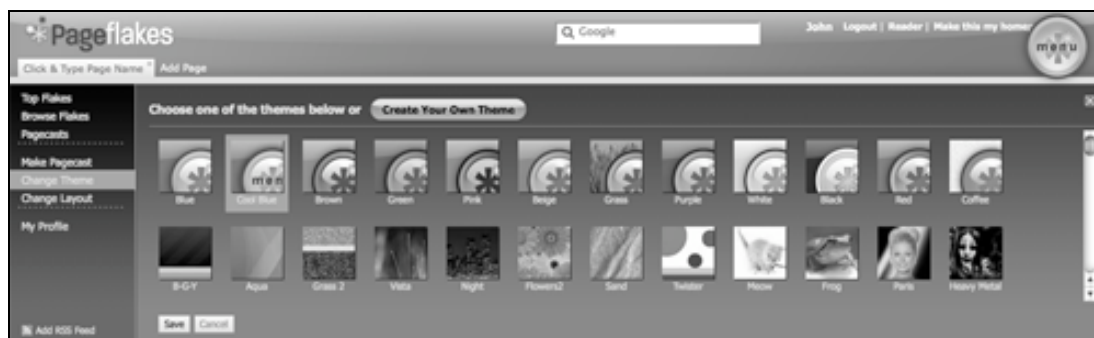 Pageflakes
Google
John Logout | Reader | Make this my home
menu
Click & Type Page Name Add Page
Top Flakes
Browse Flakes
Pagecasts
Make Pagecast
Change Theme
Change Layout
My Profile
Add RSS Feed
Choose one of the themes below or Create Your Own Theme
Blue Cool Blue Brown Green Pink Beige Grass Purple White Black Red Coffee
B-G-Y Aqua Grass 2 Vista Night Flowers2 Sand Twister Meow Frog Paris Heavy Metal
Save Cancel